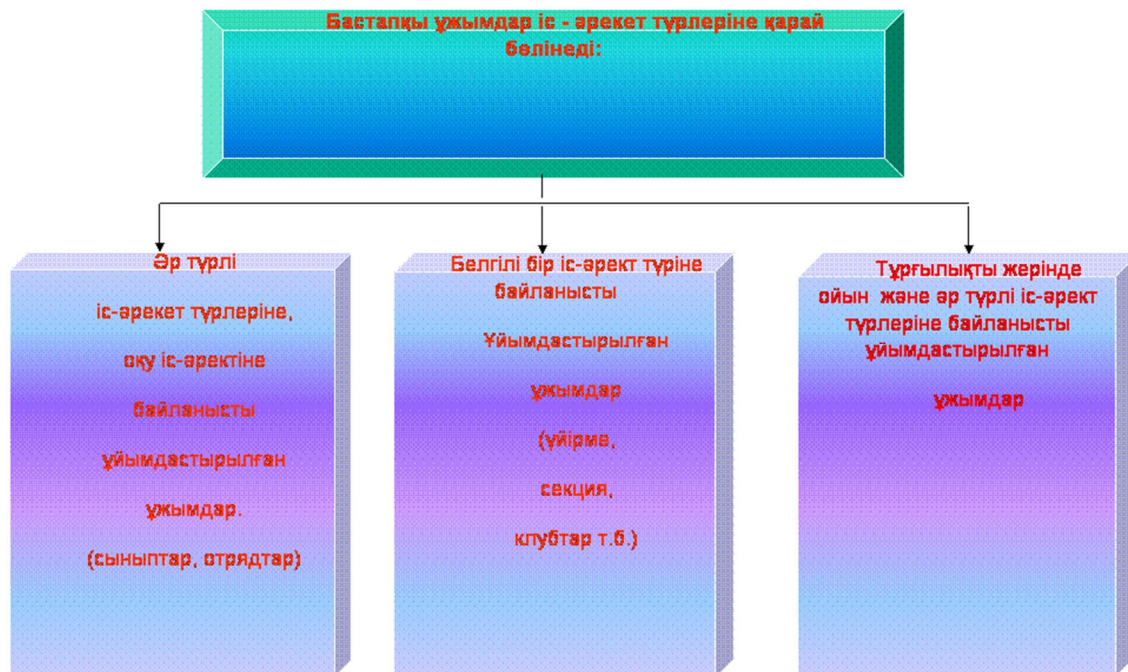 Бастапқы ұжымдар іс - әрекет түрлеріне қарай
бөлінеді:
Әр түрлі
іс-әрекет түрлеріне,
оқу іс-әректіне
байланысты
ұйымдастырылған
ұжымдар.
(сыныптар, отрядтар)
Белгілі бір іс-әрект түріне
байланысты
Ұйымдастырылған
ұжымдар
(үйірме,
секция,
клубтар т.б.)
Тұрғылықты жерінде
ойын және әр түрлі іс-әрект
түрлеріне байланысты
ұйымдастырылған
ұжымдар